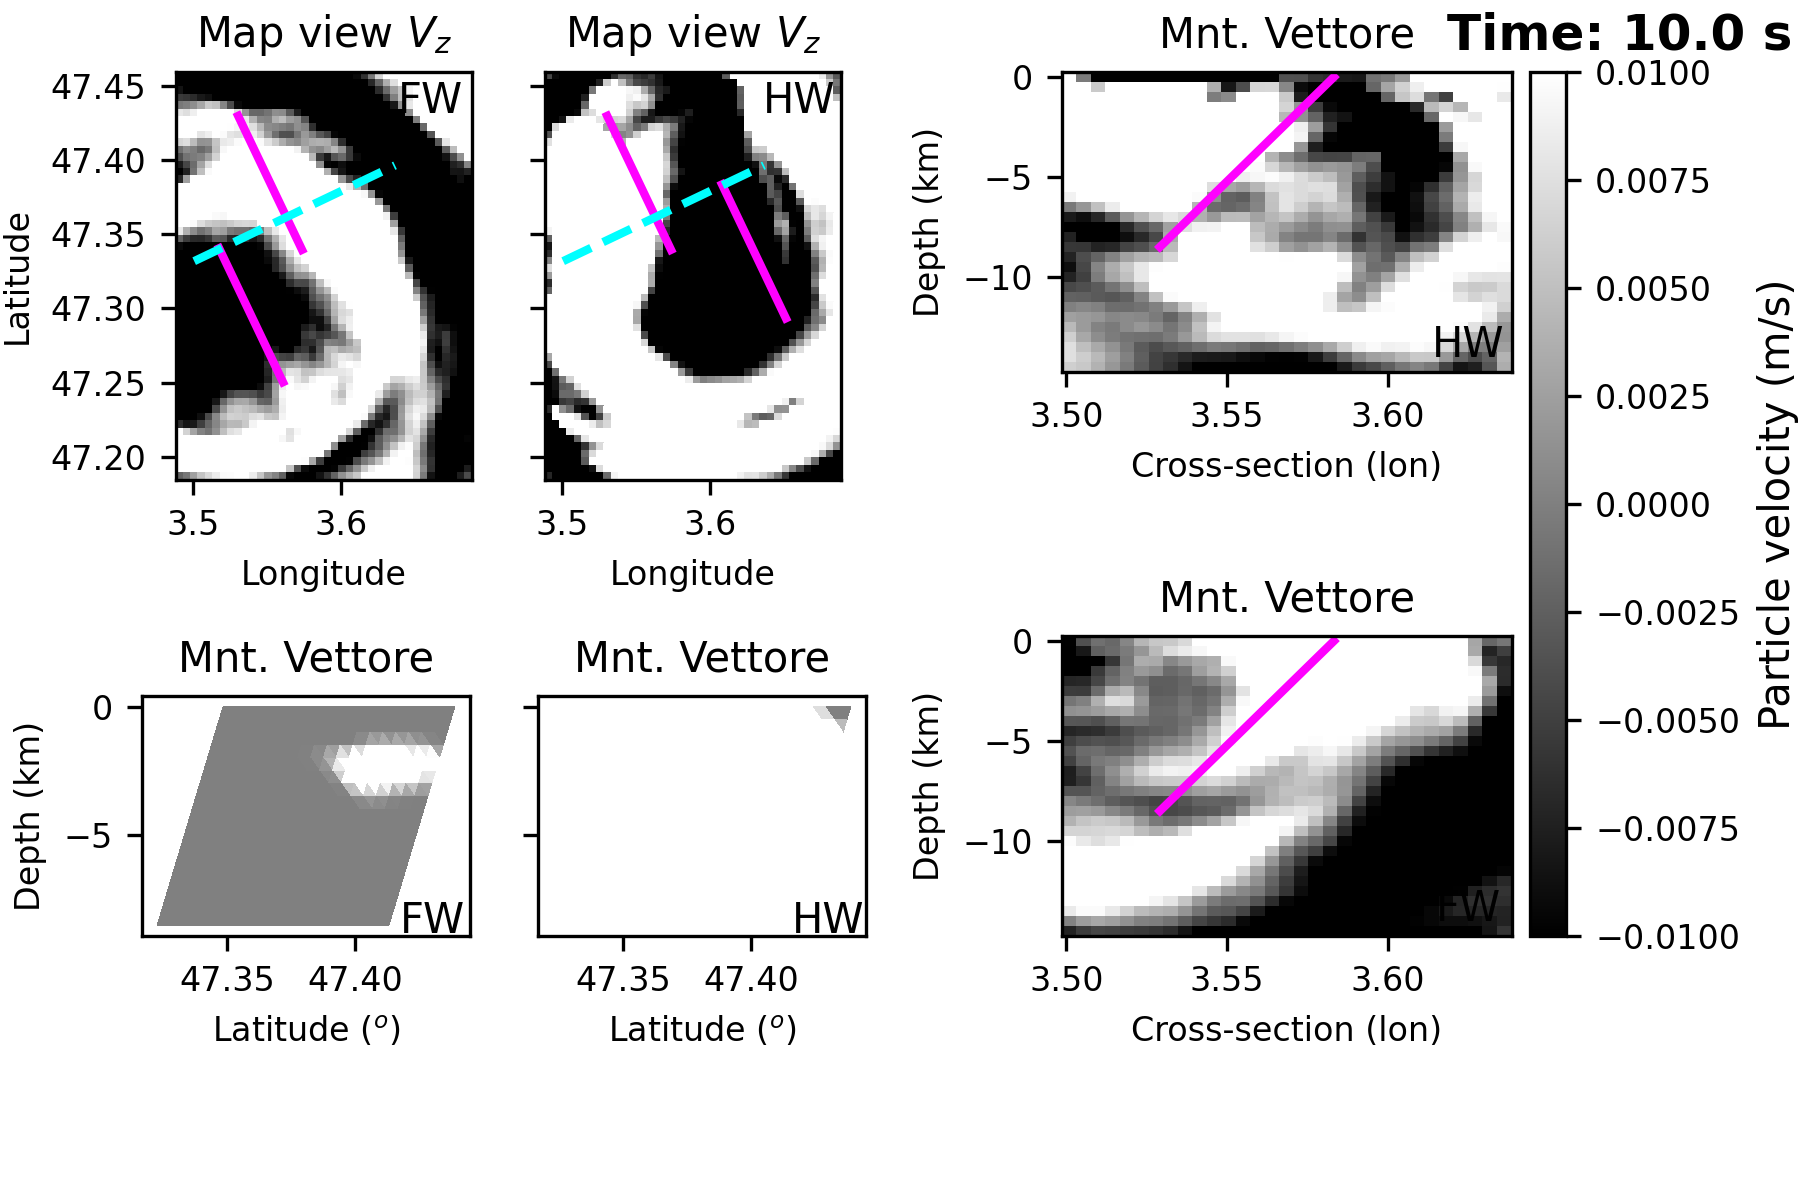 Map view Vz
FW
47.45
47.40
47.35
47.30
47.25
47.20
Latitude
3.5 3.6
Longitude
Map view Vz
HW
3.5 3.6
Longitude
Mnt. Vettore
HW
0
−5
−10
Depth (km)
3.50 3.55 3.60
Cross-section (lon)
Time: 10.0 s
0.0100
0.0075
0.0050
0.0025
0.0000
−0.0025
−0.0050
−0.0075
−0.0100
Particle velocity (m/s)
Mnt. Vettore
FW
0
−5
Depth (km)
47.35 47.40
Latitude (o)
Mnt. Vettore
HW
47.35 47.40
Latitude (o)
Mnt. Vettore
FW
0
−5
−10
Depth (km)
3.50 3.55 3.60
Cross-section (lon)